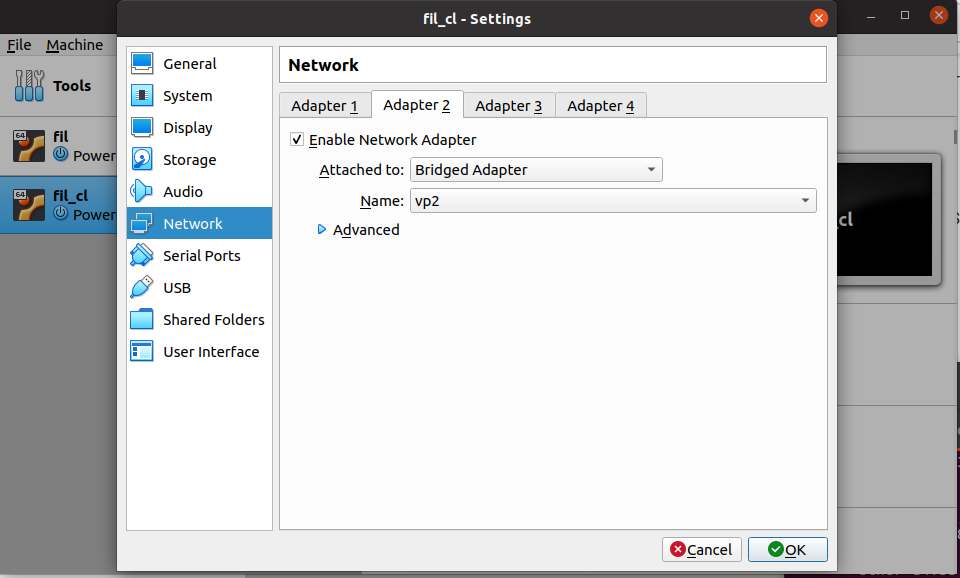 fil_cl - Settings
File Machine
Tools
64
fil
Power
64
fil_cl
Power
General
System
Display
Storage
Audio
Network
Serial Ports
USB
Shared Folders
User Interface
Network
Adapter 1 Adapter 2 Adapter 3 Adapter 4
Enable Network Adapter
Attached to: Bridged Adapter
Name: vp2
Advanced
_cl
Cancel OK